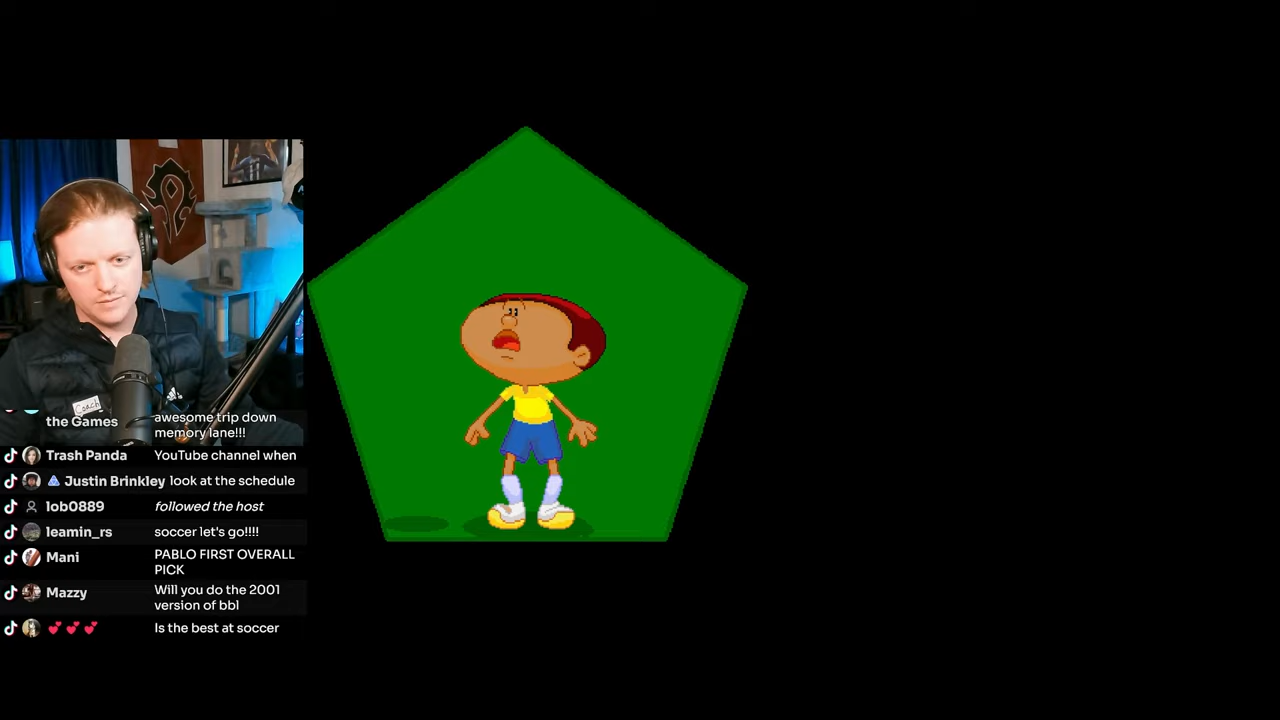 Coach
the Games
awesome trip down
memory lane!!!
Trash Panda YouTube channel when
Justin Brinkley look at the schedule
lob0889 followed the host
leamin_rs soccer let's go!!!!
Mani PABLO FIRST OVERALL
PICK
Mazzy Will you do the 2001
version of bbl
💕 💕 💕 Is the best at soccer